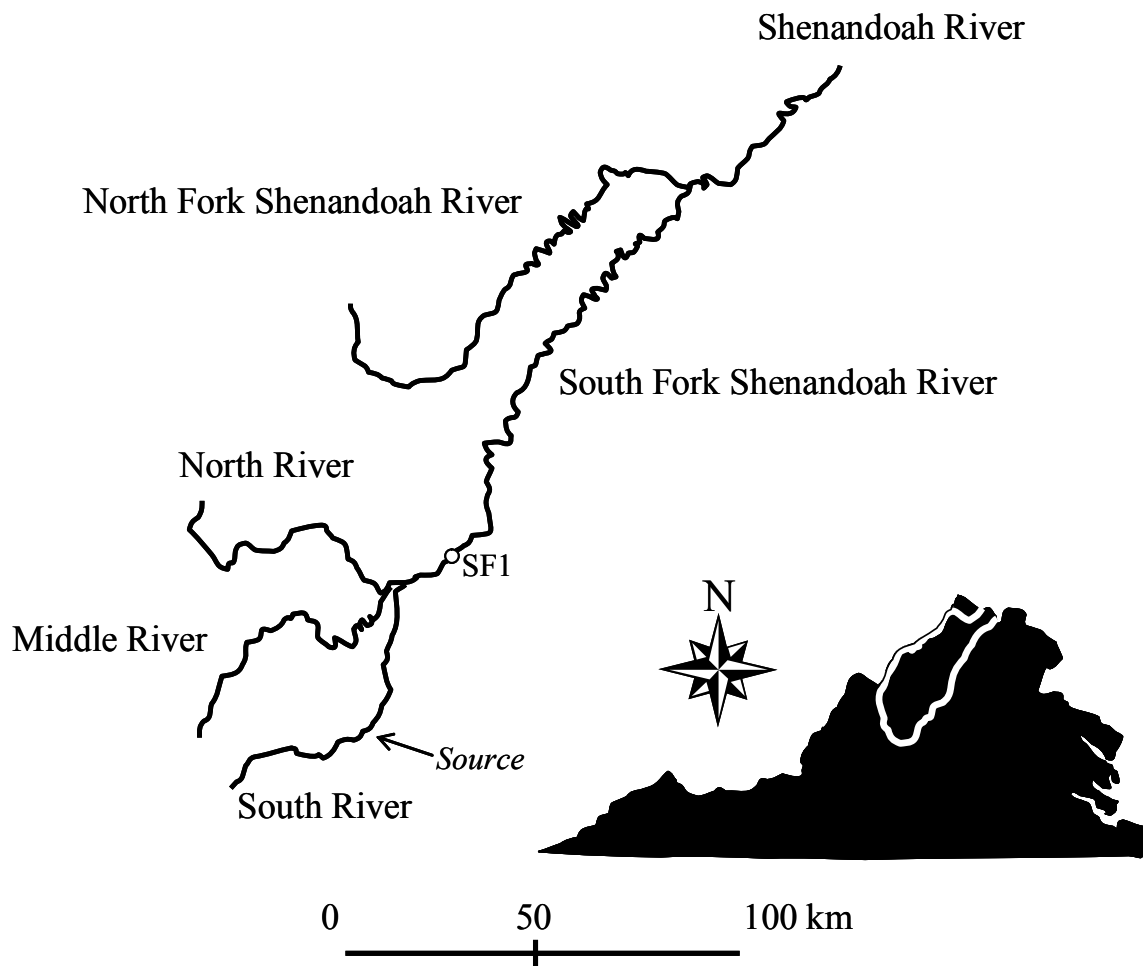 Shenandoah River
North Fork Shenandoah River
South Fork Shenandoah River
North River
SF1
N
Middle River
Source
South River
0 50 100 km